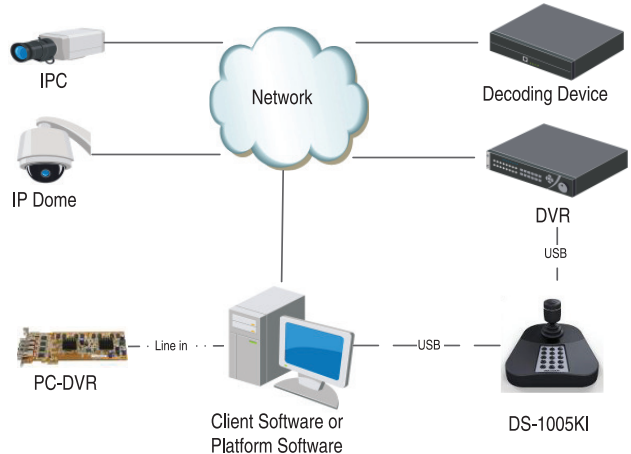 IPC
Network
Decoding Device
IP Dome
DVR
USB
Line in
USB
PC-DVR
Client Software or
Platform Software
DS-1005KI